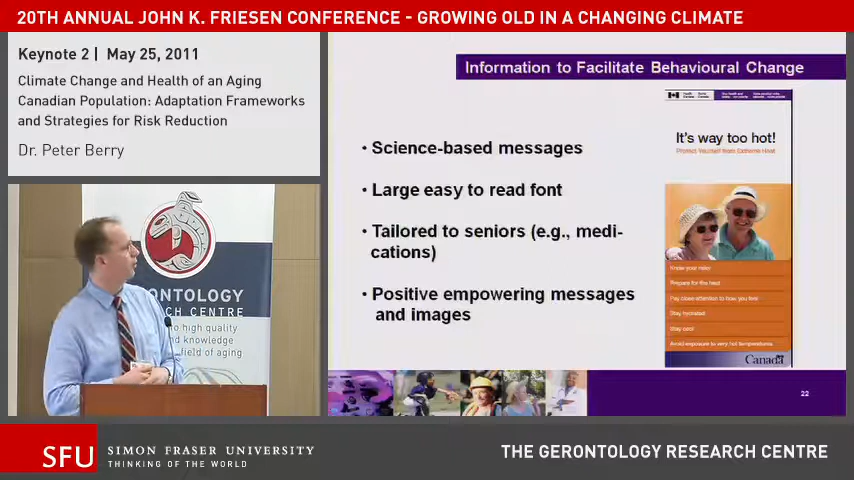 20TH ANNUAL JOHN K. FRIESEN CONFERENCE - GROWING OLD IN A CHANGING CLIMATE
Keynote 2 | May 25, 2011
Climate Change and Health of an Aging
Canadian Population: Adaptation Frameworks
and Strategies for Risk Reduction
Dr. Peter Berry
ONTOLOGY
RCH CENTRE
to high quality
nd knowledge
field of aging
Information to Facilitate Behavioural Change
• Science-based messages
• Large easy to read font
• Tailored to seniors (e.g., medi-
cations)
• Positive empowering messages
and images
It's way too hot!
Protect Yourself from Extreme Heat
Know your risks!
Prepare for the heat
Pay close attention to how you feel
Stay hydrated
Stay cool
Avoid exposure to very hot temperatures
Canada
22
SFU
SIMON FRASER UNIVERSITY
THINKING OF THE WORLD
THE GERONTOLOGY RESEARCH CENTRE